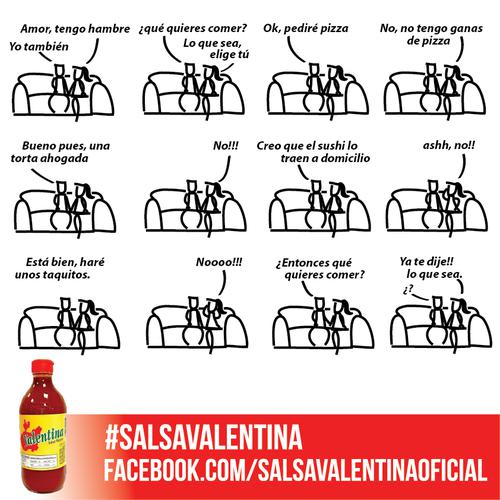 Amor, tengo hambre
Yo también
¿qué quieres comer?
Lo que sea,
elige tú
Ok, pediré pizza
No, no tengo ganas
de pizza
Bueno pues, una
torta ahogada
No!!!
Creo que el sushi lo
traen a domicilio
ashh, no!!
Está bien, haré
unos taquitos.
Noooo!!!
¿Entonces qué
quieres comer?
Ya te dije!!
lo que sea.
¿?
Valentina
#SALSAVALENTINA
FACEBOOK.COM/SALSAVALENTINAOFICIAL